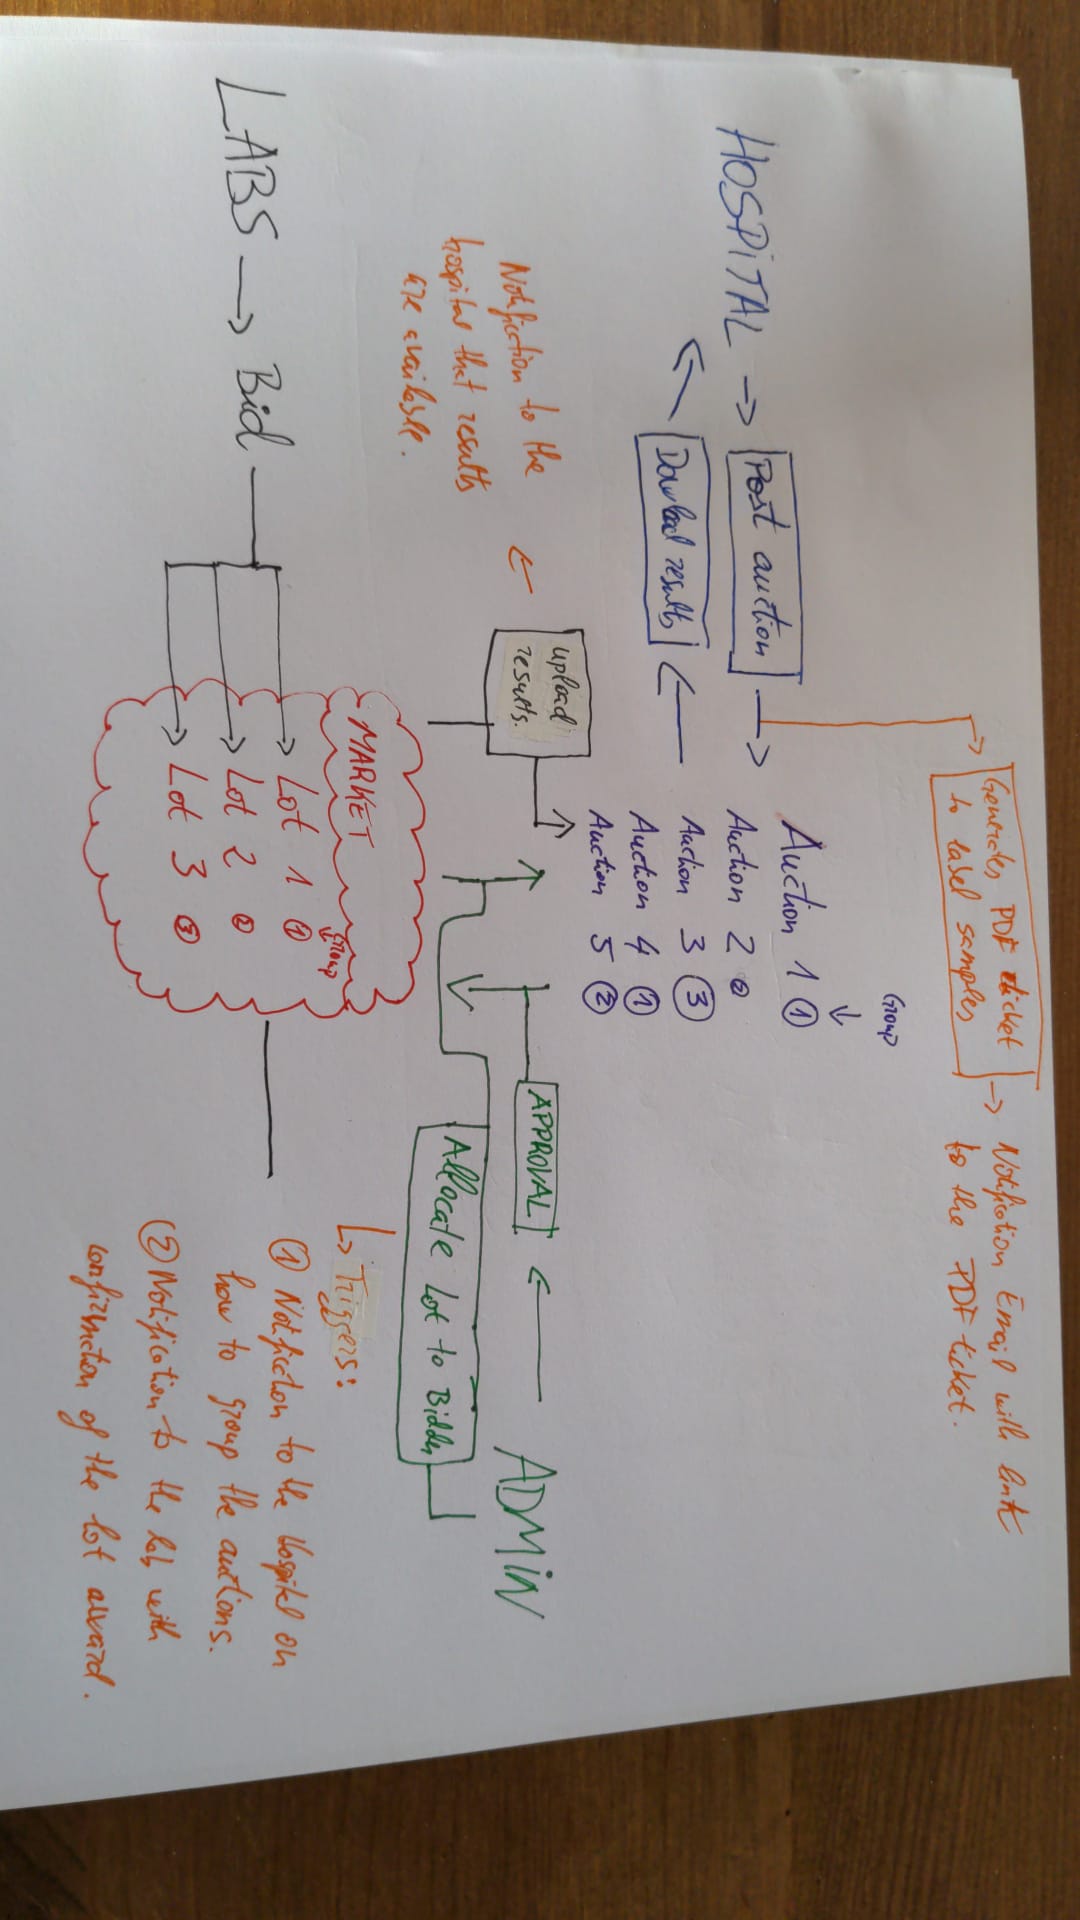 Generates PDF ticket
to label samples
Notification Email with link
to the PDF ticket.
Group
HOSPITAL
Post auction
Auction 1 ①
Auction 2 ②
Auction 3 ③
Auction 4 ①
Auction 5 ②
Download results
upload
results.
Notification to the
hospital that results
are available.
APPROVAL
ADMIN
Allocate Lot to Bidder
MARKET
Group
LABS
Bid
Lot 1 ①
Lot 2 ②
Lot 3 ③
Triggers:
① Notification to the hospital on
how to group the auctions.
② Notification to the lab with
confirmation of the lot award.